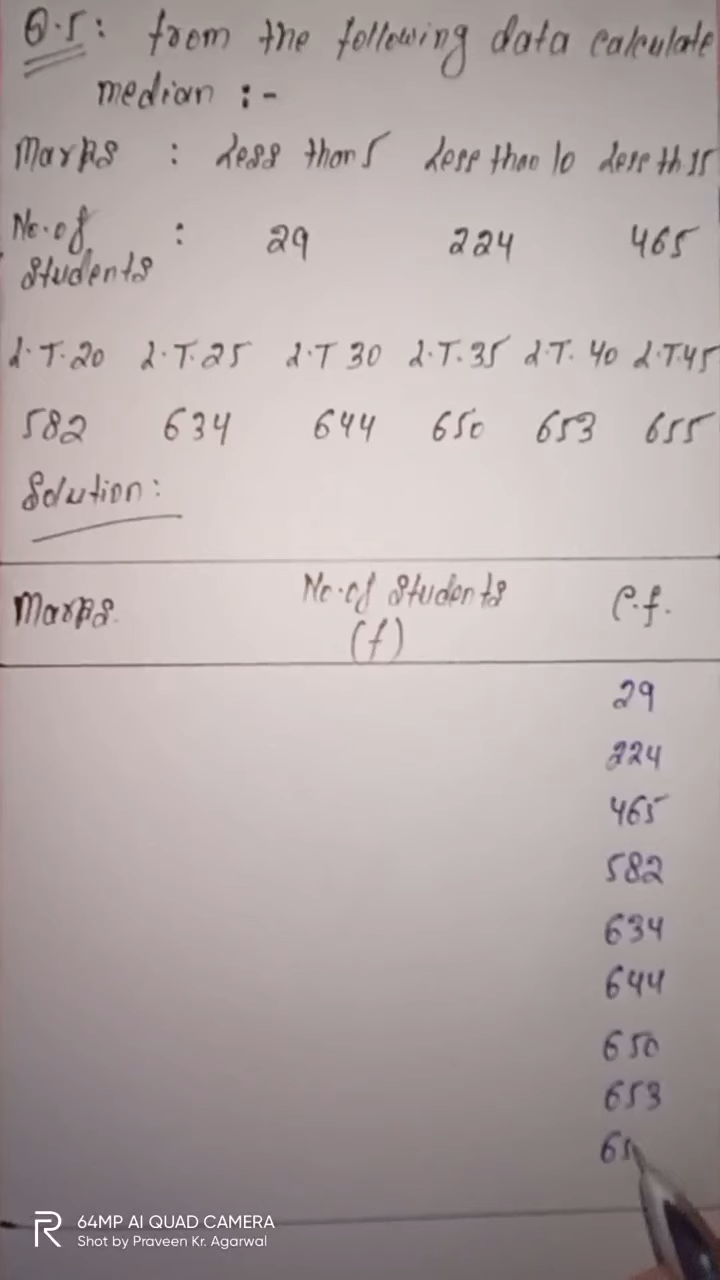 Q.5: from the following data calculate
median :-
Marks : Less than 5 Less than 10 Less th 15
No. of Students : 29 224 465
L.T.20 L.T.25 L.T 30 L.T.35 L.T. 40 L.T.45
582 634 644 650 653 655
Solution:
Marks. No. of Students (f) C.f.
29
224
465
582
634
644
650
653
65
64MP AI QUAD CAMERA
Shot by Praveen Kr. Agarwal